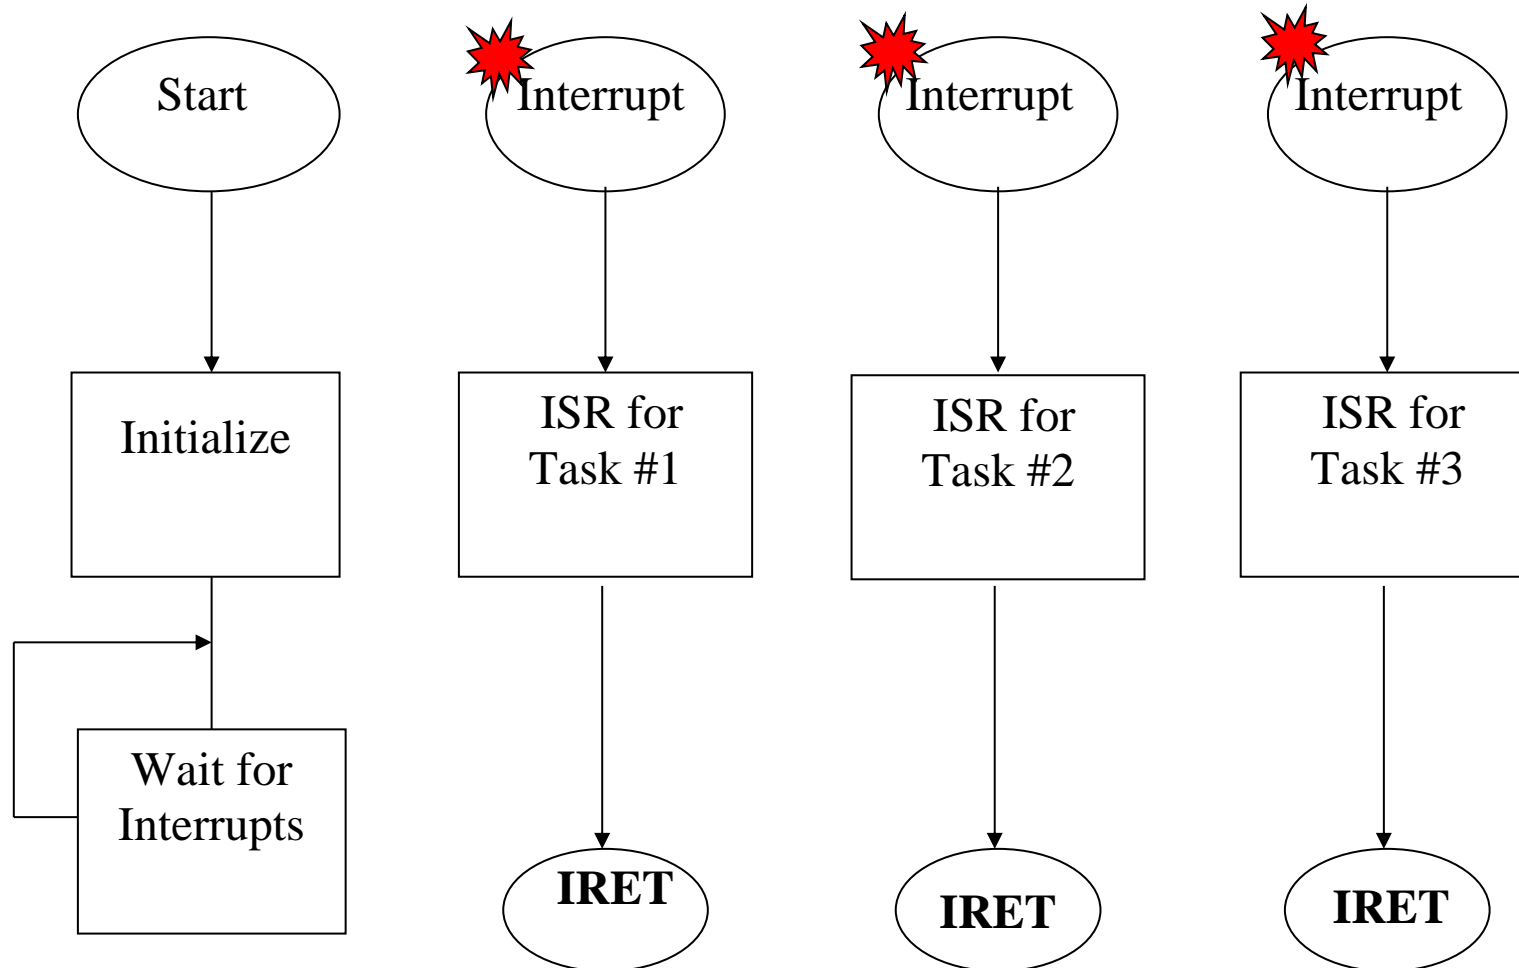 Start
Interrupt
Interrupt
Interrupt
Initialize
ISR for
Task #1
ISR for
Task #2
ISR for
Task #3
Wait for
Interrupts
IRET
IRET
IRET